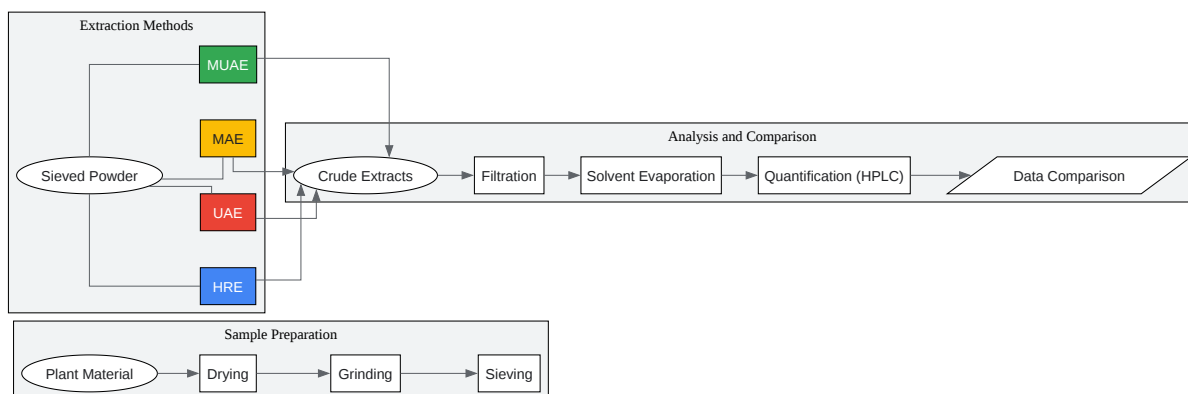 Extraction Methods
MUAE
MAE
Sieved Powder
UAE
HRE
Analysis and Comparison
Crude Extracts
Filtration
Solvent Evaporation
Quantification (HPLC)
Data Comparison
Sample Preparation
Plant Material
Drying
Grinding
Sieving